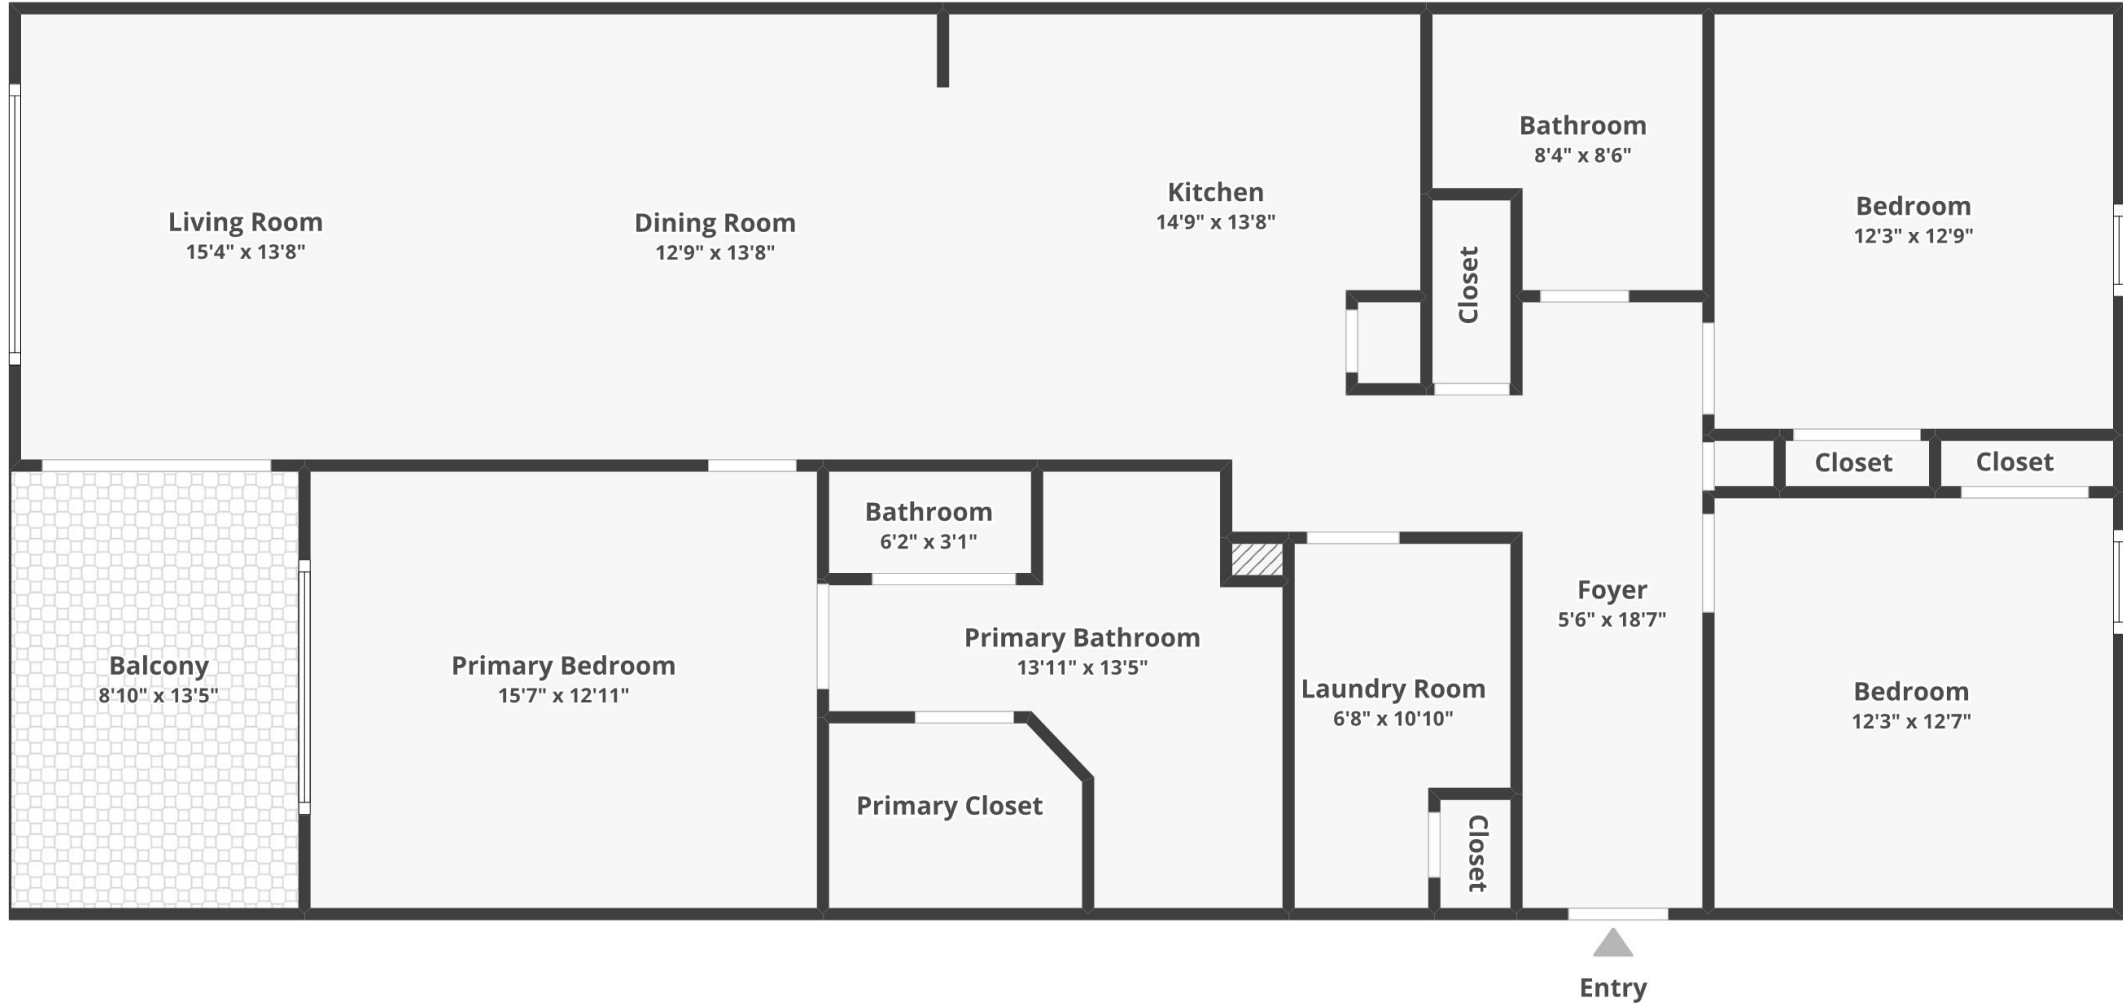 Bathroom
8'4" x 8'6"
Kitchen
14'9" x 13'8"
Bedroom
12'3" x 12'9"
Living Room
15'4" x 13'8"
Dining Room
12'9" x 13'8"
Closet
Closet
Closet
Bathroom
6'2" x 3'1"
Foyer
5'6" x 18'7"
Primary Bathroom
13'11" x 13'5"
Balcony
8'10" x 13'5"
Primary Bedroom
15'7" x 12'11"
Laundry Room
6'8" x 10'10"
Bedroom
12'3" x 12'7"
Primary Closet
Closet
Entry